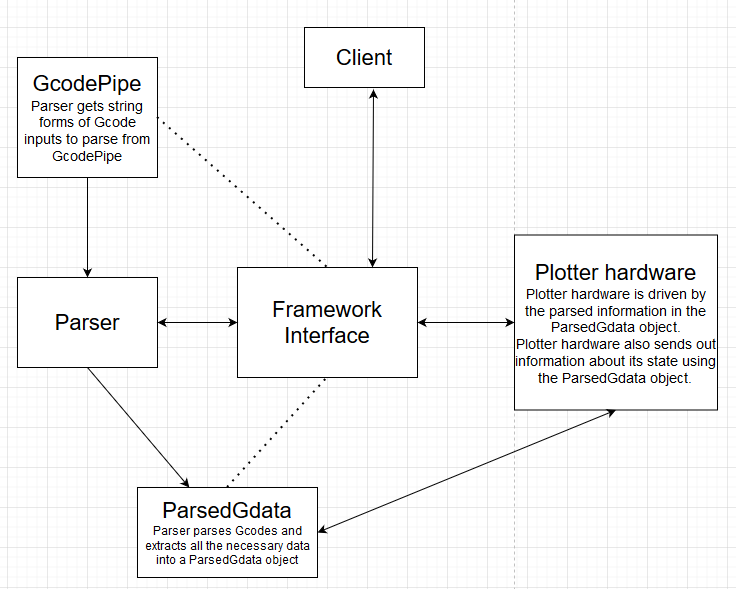 Client
GcodePipe
Parser gets string
forms of Gcode
inputs to parse from
GcodePipe
Plotter hardware
Plotter hardware is driven by
the parsed information in the
ParsedGdata object.
Plotter hardware also sends out
information about its state using
the ParsedGdata object.
Parser
Framework
Interface
ParsedGdata
Parser parses Gcodes and
extracts all the necessary data
into a ParsedGdata object